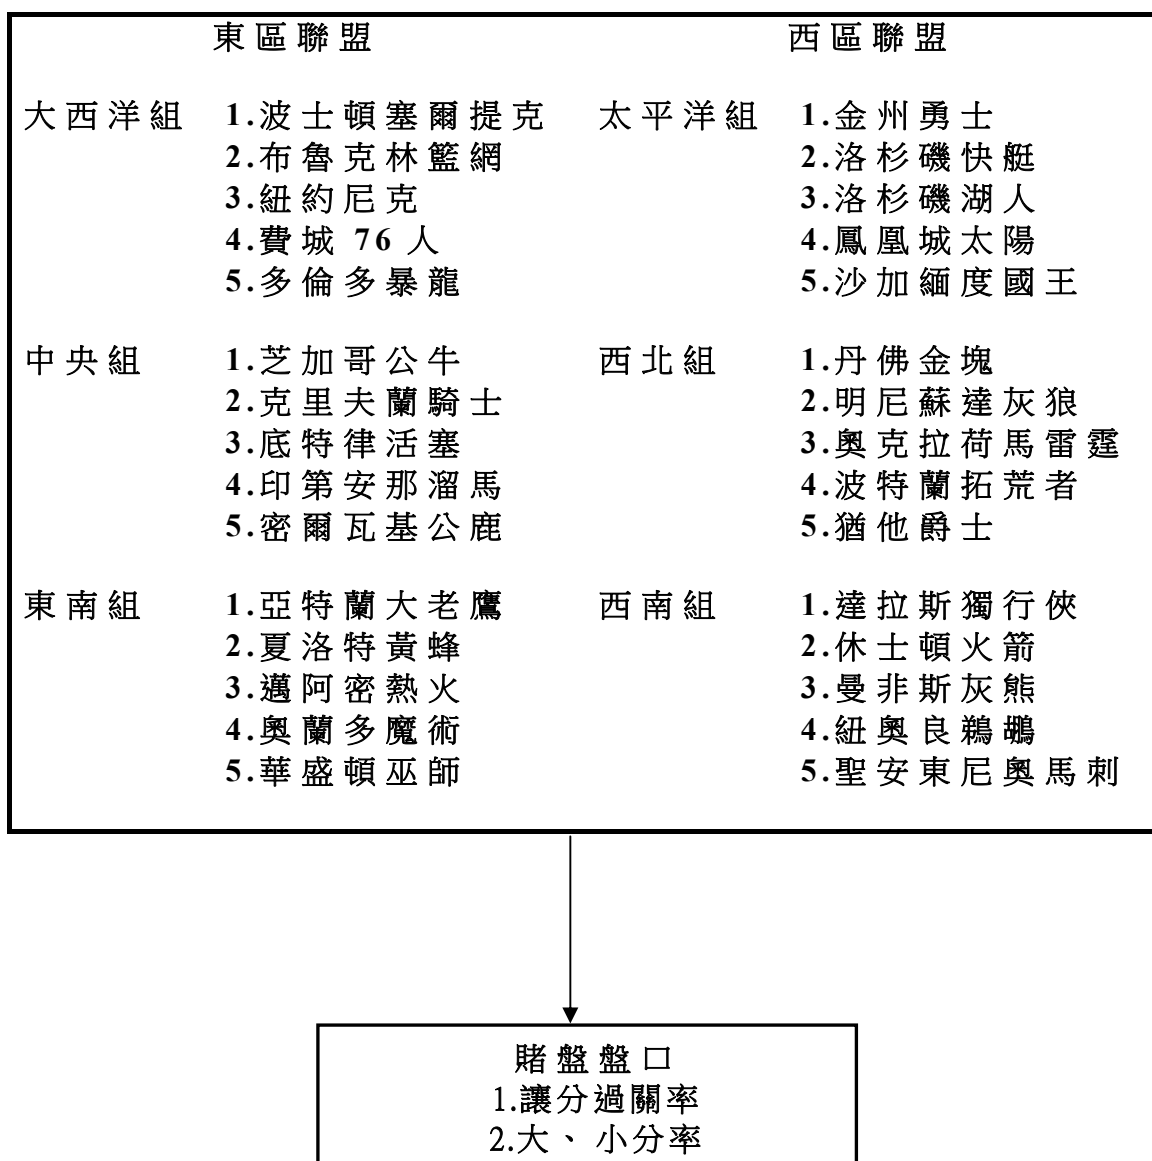 東區聯盟 西區聯盟
大西洋組 1.波士頓塞爾提克 太平洋組 1.金州勇士
2.布魯克林籃網 2.洛杉磯快艇
3.紐約尼克 3.洛杉磯湖人
4.費城 76 人 4.鳳凰城太陽
5.多倫多暴龍 5.沙加緬度國王
中央組 1.芝加哥公牛 西北組 1.丹佛金塊
2.克里夫蘭騎士 2.明尼蘇達灰狼
3.底特律活塞 3.奧克拉荷馬雷霆
4.印第安那溜馬 4.波特蘭拓荒者
5.密爾瓦基公鹿 5.猶他爵士
東南組 1.亞特蘭大老鷹 西南組 1.達拉斯獨行俠
2.夏洛特黃蜂 2.休士頓火箭
3.邁阿密熱火 3.曼非斯灰熊
4.奧蘭多魔術 4.紐奧良鵜鶘
5.華盛頓巫師 5.聖安東尼奧馬刺
賭盤盤口
1.讓分過關率
2.大、小分率